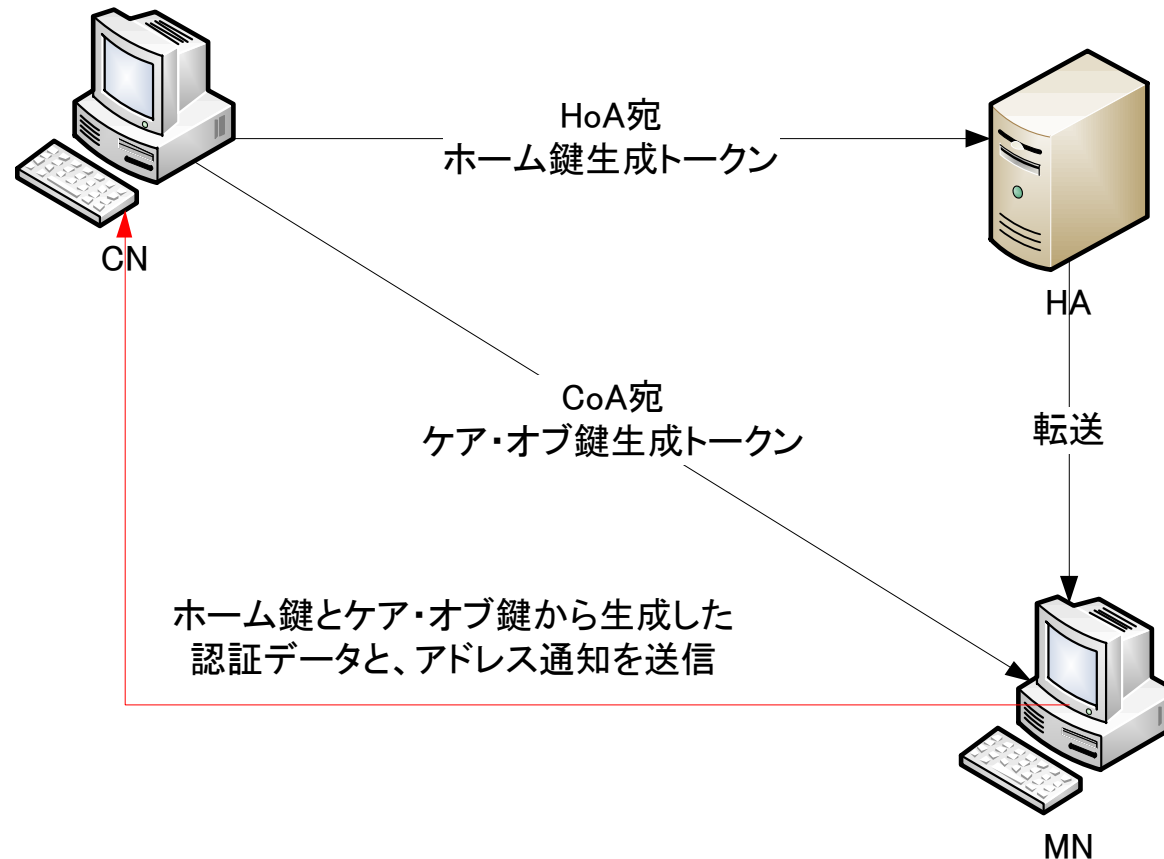 HoA宛
ホーム鍵生成トークン
CN
HA
CoA宛
ケア・オブ鍵生成トークン
転送
ホーム鍵とケア・オブ鍵から生成した
認証データと、アドレス通知を送信
MN